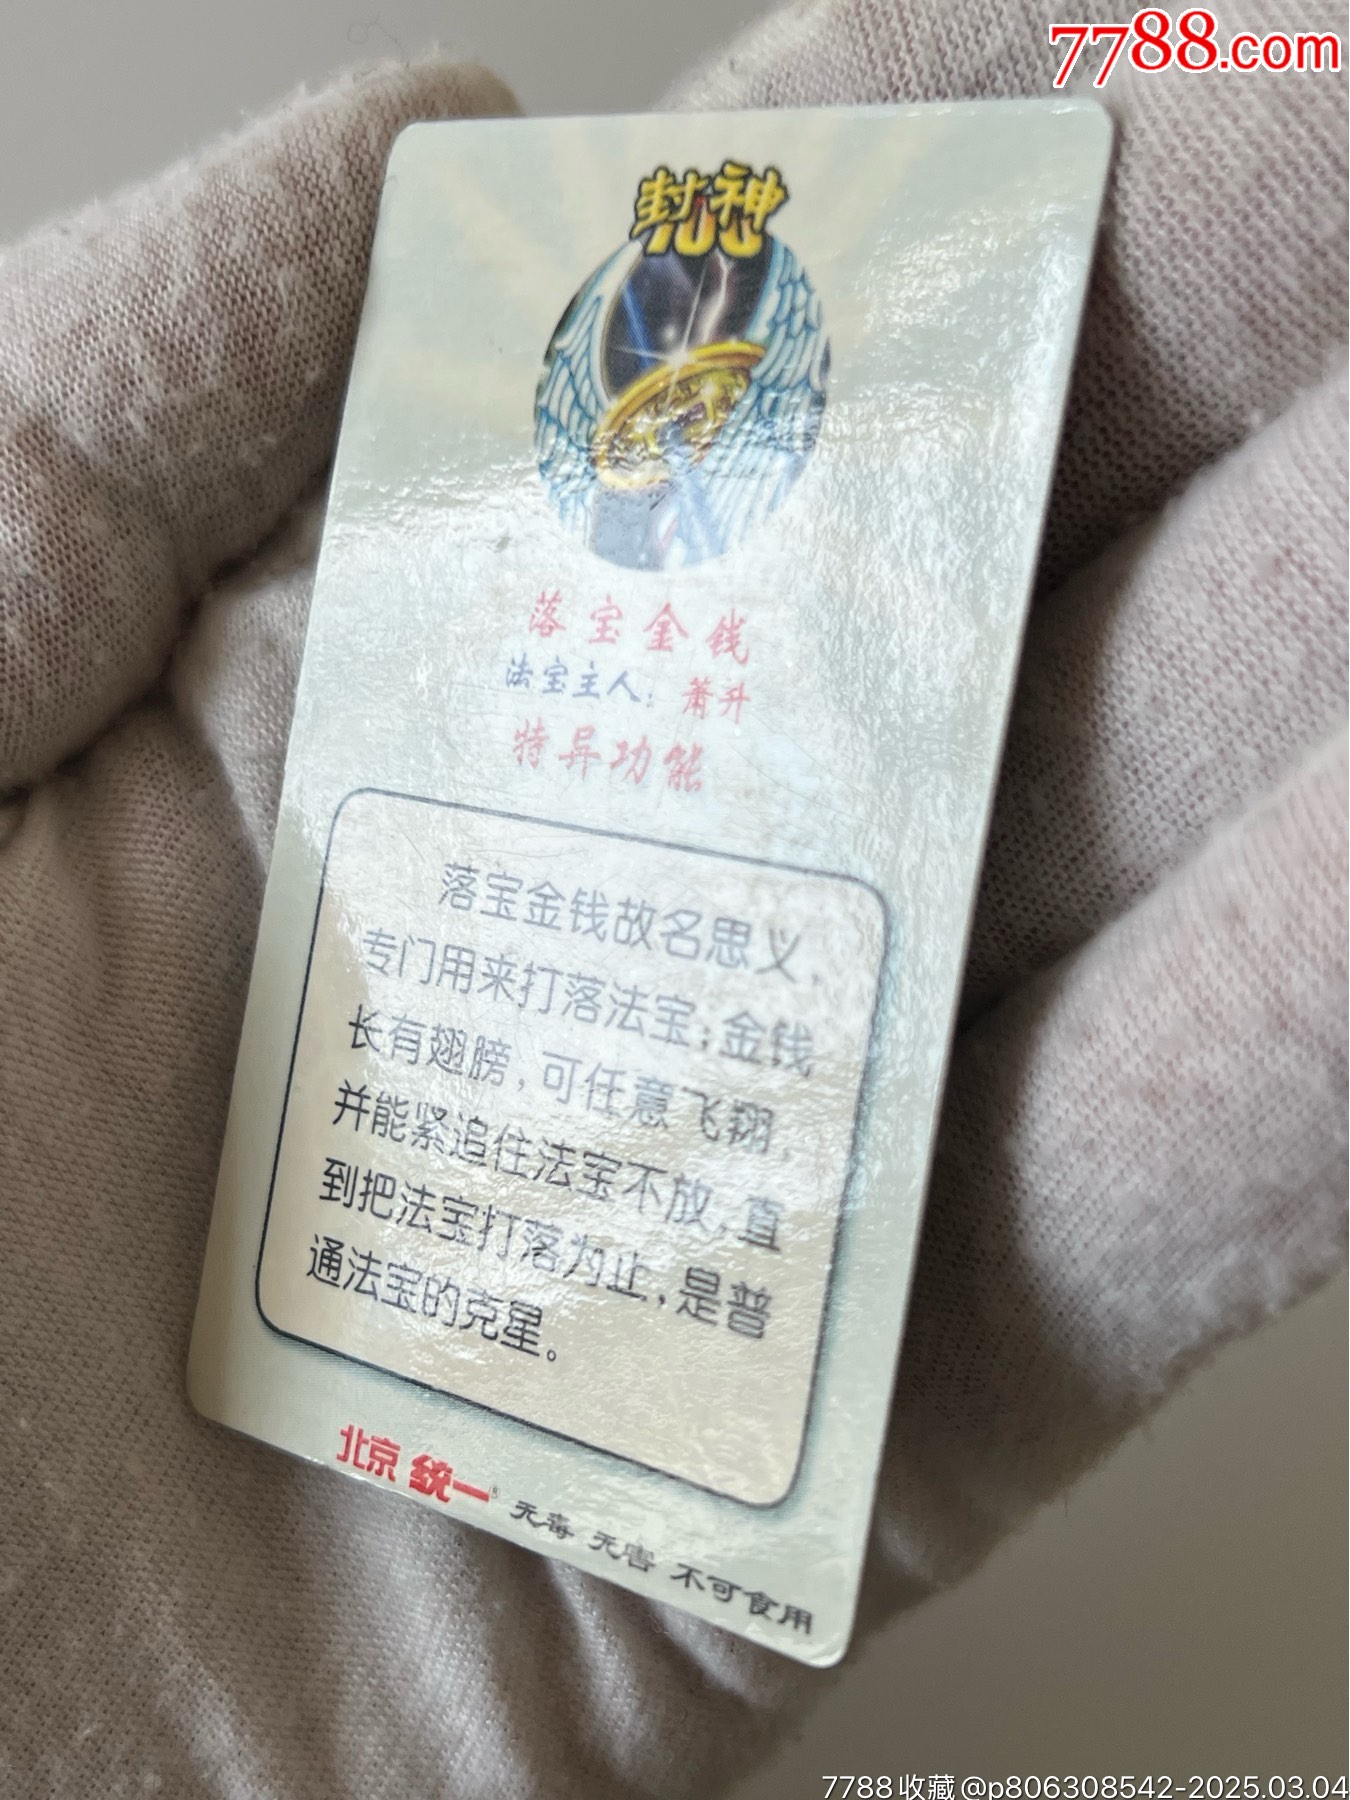 7788.com
封神
100
落宝金钱
法宝主人：萧升
特异功能
落宝金钱故名思义，
专门用来打落法宝；金钱
长有翅膀，可任意飞翔，
并能紧追住法宝不放，直
到把法宝打落为止，是普
通法宝的克星。
北京 统一®
无毒 无害 不可食用
7788收藏@p806308542-2025.03.04